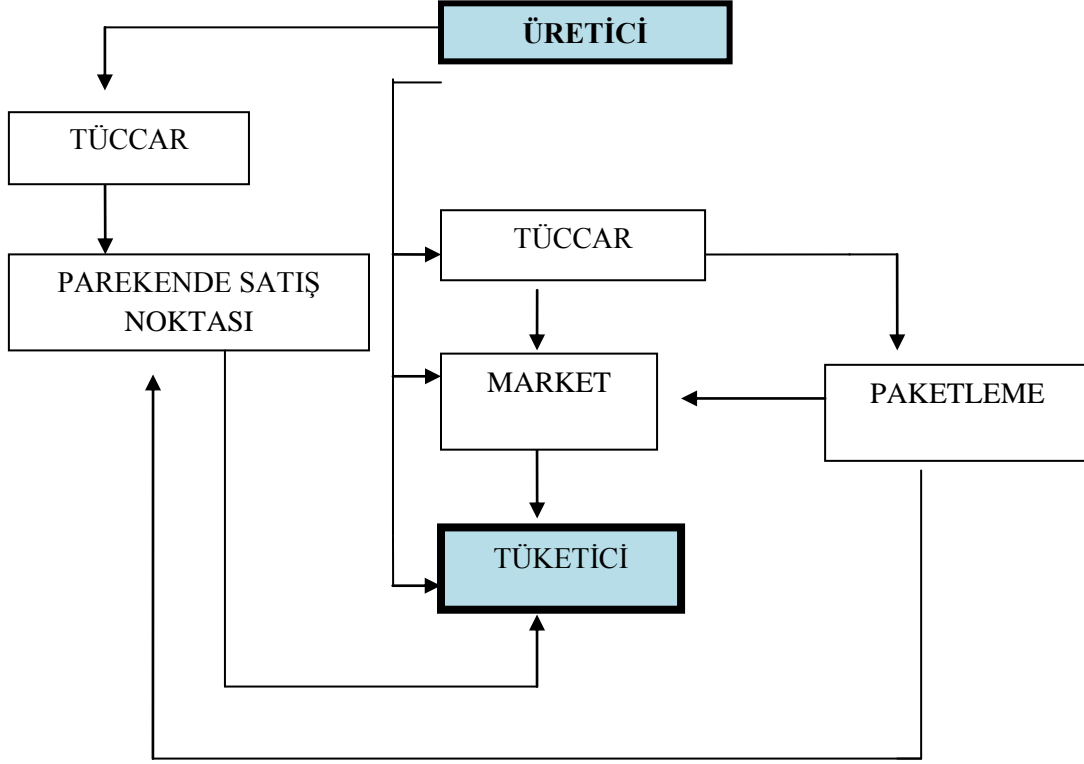 ÜRETİCİ
TÜCCAR
TÜCCAR
PAREKENDE SATIŞ
NOKTASI
MARKET
PAKETLEME
TÜKETİCİ